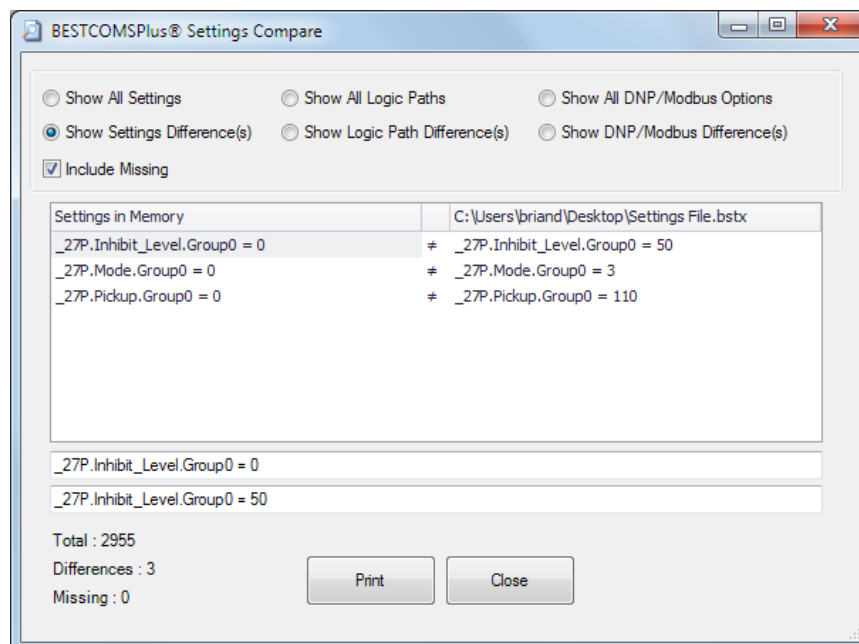 BESTCOMSPlus® Settings Compare
Show All Settings
Show All Logic Paths
Show All DNP/Modbus Options
Show Settings Difference(s)
Show Logic Path Difference(s)
Show DNP/Modbus Difference(s)
Include Missing
Settings in Memory C:\Users\briand\Desktop\Settings File.bstx
_27P.Inhibit_Level.Group0 = 0 ≠ _27P.Inhibit_Level.Group0 = 50
_27P.Mode.Group0 = 0 ≠ _27P.Mode.Group0 = 3
_27P.Pickup.Group0 = 0 ≠ _27P.Pickup.Group0 = 110
_27P.Inhibit_Level.Group0 = 0
_27P.Inhibit_Level.Group0 = 50
Total : 2955
Differences : 3
Missing : 0
Print
Close